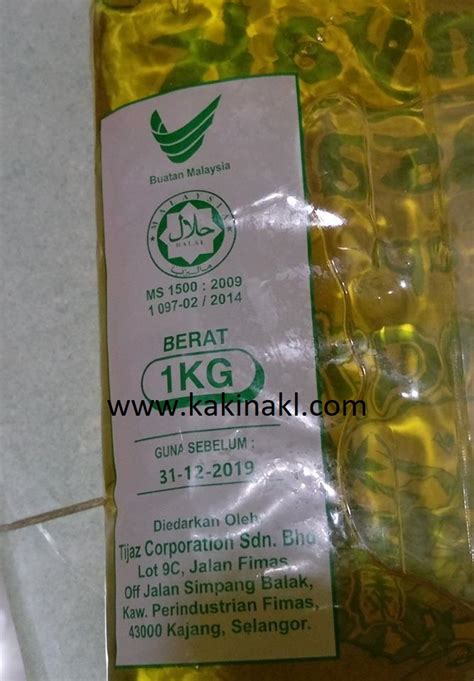 Buatan Malaysia
MALAYSIA
حلال
HALAL
ماليزيا
MS 1500 : 2009
1 097-02 / 2014
BERAT
1KG
www.kakinakl.com
GUNA SEBELUM :
31-12-2019
Diedarkan Oleh
Tijaz Corporation Sdn. Bhd
Lot 9C, Jalan Fimas,
Off Jalan Simpang Balak,
Kaw. Perindustrian Fimas,
43000 Kajang, Selangor.